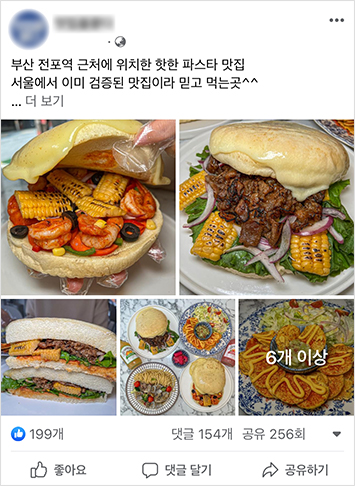 부산 전포역 근처에 위치한 핫한 파스타 맛집
서울에서 이미 검증된 맛집이라 믿고 먹는곳^^
... 더 보기
6개 이상
199개 댓글 154개 공유 256회
좋아요 댓글 달기 공유하기